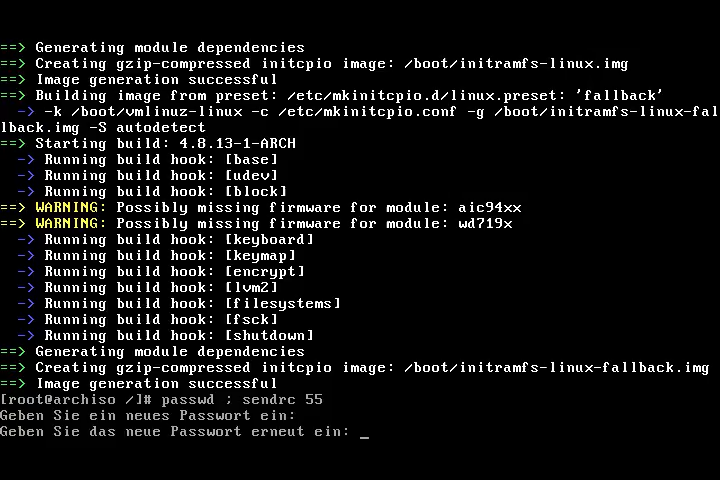 ==> Generating module dependencies
==> Creating gzip-compressed initcpio image: /boot/initramfs-linux.img
==> Image generation successful
==> Building image from preset: /etc/mkinitcpio.d/linux.preset: 'fallback'
  -> -k /boot/vmlinuz-linux -c /etc/mkinitcpio.conf -g /boot/initramfs-linux-fal
lback.img -S autodetect
==> Starting build: 4.8.13-1-ARCH
  -> Running build hook: [base]
  -> Running build hook: [udev]
  -> Running build hook: [block]
==> WARNING: Possibly missing firmware for module: aic94xx
==> WARNING: Possibly missing firmware for module: wd719x
  -> Running build hook: [keyboard]
  -> Running build hook: [keymap]
  -> Running build hook: [encrypt]
  -> Running build hook: [lvm2]
  -> Running build hook: [filesystems]
  -> Running build hook: [fsck]
  -> Running build hook: [shutdown]
==> Generating module dependencies
==> Creating gzip-compressed initcpio image: /boot/initramfs-linux-fallback.img
==> Image generation successful
[root@archiso /]# passwd ; sendrc 55
Geben Sie ein neues Passwort ein:
Geben Sie das neue Passwort erneut ein: _